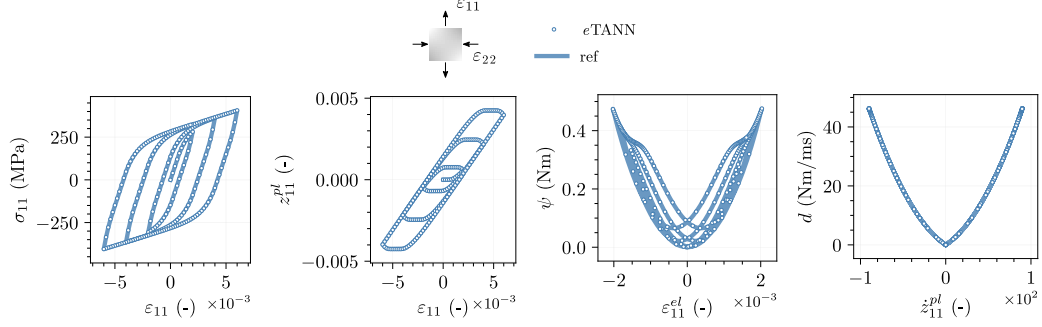 ε₁₁
ε₂₂
eTANN
ref
σ₁₁ (MPa)
250
0
−250
−5 0 5
ε₁₁ (-) ×10⁻³
z₁₁ᵖˡ (-)
0.005
0.000
−0.005
−5 0 5
ε₁₁ (-) ×10⁻³
ψ (Nm)
0.4
0.2
0.0
−2 0 2
ε₁₁ᵉˡ (-) ×10⁻³
d (Nm/ms)
40
20
0
−1 0 1
ż₁₁ᵖˡ (-) ×10²